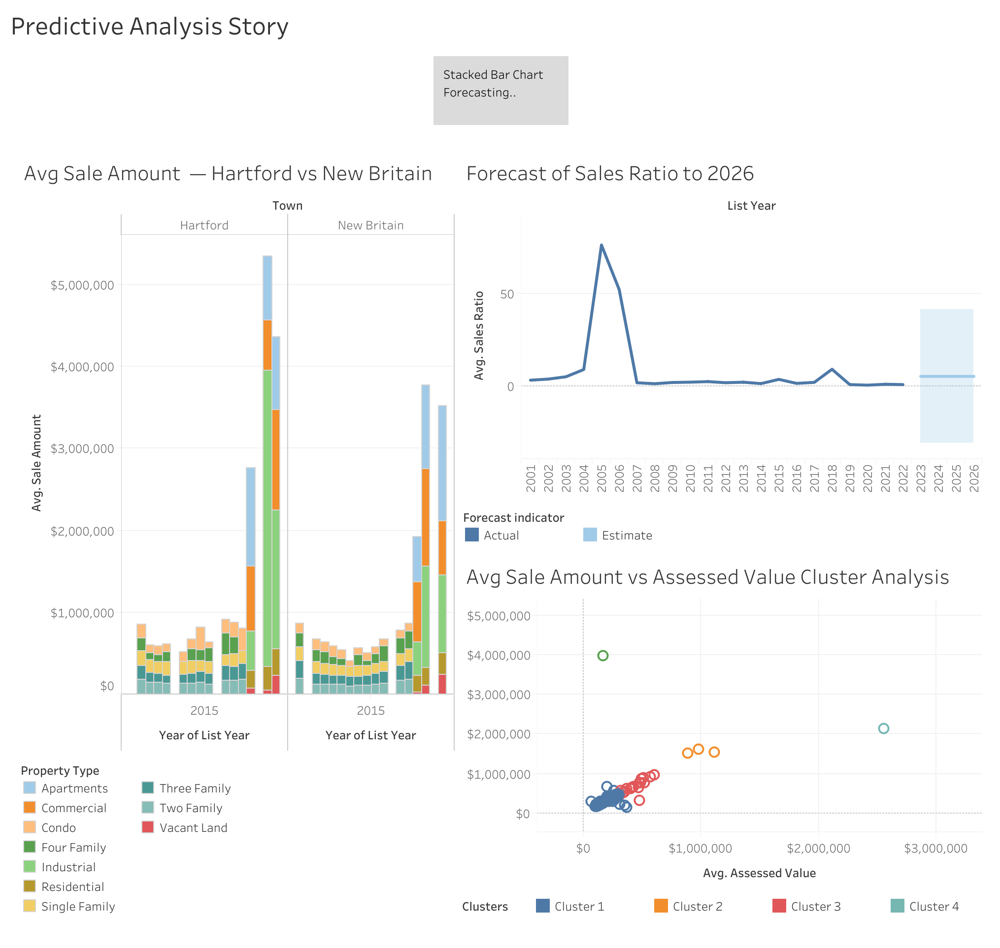 Predictive Analysis Story
Stacked Bar Chart
Forecasting..
Avg Sale Amount — Hartford vs New Britain
Town
Hartford
New Britain
Avg. Sale Amount
$5,000,000
$4,000,000
$3,000,000
$2,000,000
$1,000,000
$0
2015
2015
Year of List Year
Year of List Year
Property Type
Apartments
Commercial
Condo
Four Family
Industrial
Residential
Single Family
Three Family
Two Family
Vacant Land
Forecast of Sales Ratio to 2026
List Year
Avg. Sales Ratio
50
0
2001
2002
2003
2004
2005
2006
2007
2008
2009
2010
2011
2012
2013
2014
2015
2016
2017
2018
2019
2020
2021
2022
2023
2024
2025
2026
Forecast indicator
Actual
Estimate
Avg Sale Amount vs Assessed Value Cluster Analysis
$5,000,000
$4,000,000
$3,000,000
$2,000,000
$1,000,000
$0
$0
$1,000,000
$2,000,000
$3,000,000
Avg. Assessed Value
Clusters
Cluster 1
Cluster 2
Cluster 3
Cluster 4